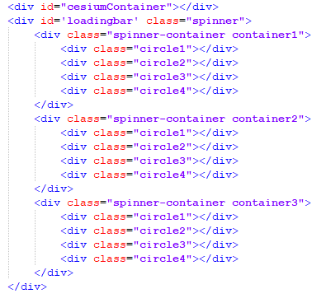 <div id="cesiumContainer"></div>
<div id='loadingbar' class="spinner">
    <div class="spinner-container container1">
        <div class="circle1"></div>
        <div class="circle2"></div>
        <div class="circle3"></div>
        <div class="circle4"></div>
    </div>
    <div class="spinner-container container2">
        <div class="circle1"></div>
        <div class="circle2"></div>
        <div class="circle3"></div>
        <div class="circle4"></div>
    </div>
    <div class="spinner-container container3">
        <div class="circle1"></div>
        <div class="circle2"></div>
        <div class="circle3"></div>
        <div class="circle4"></div>
    </div>
</div>